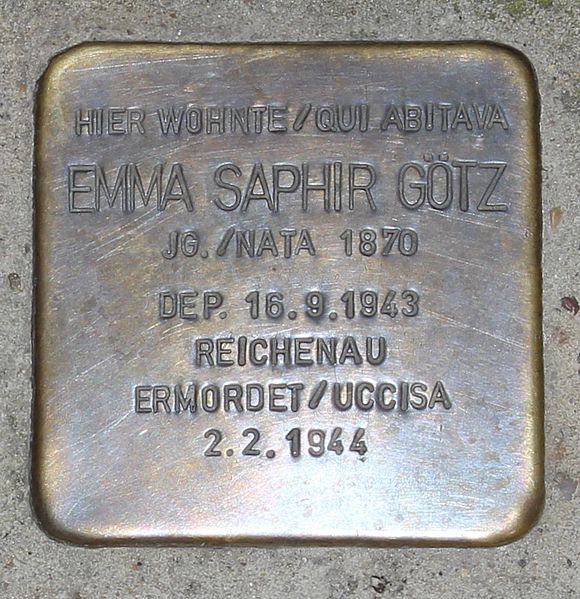 HIER WOHNTE/QUI ABITAVA
EMMA SAPHIR GÖTZ
JG./NATA 1870
DEP. 16.9.1943
REICHENAU
ERMORDET/UCCISA
2.2.1944